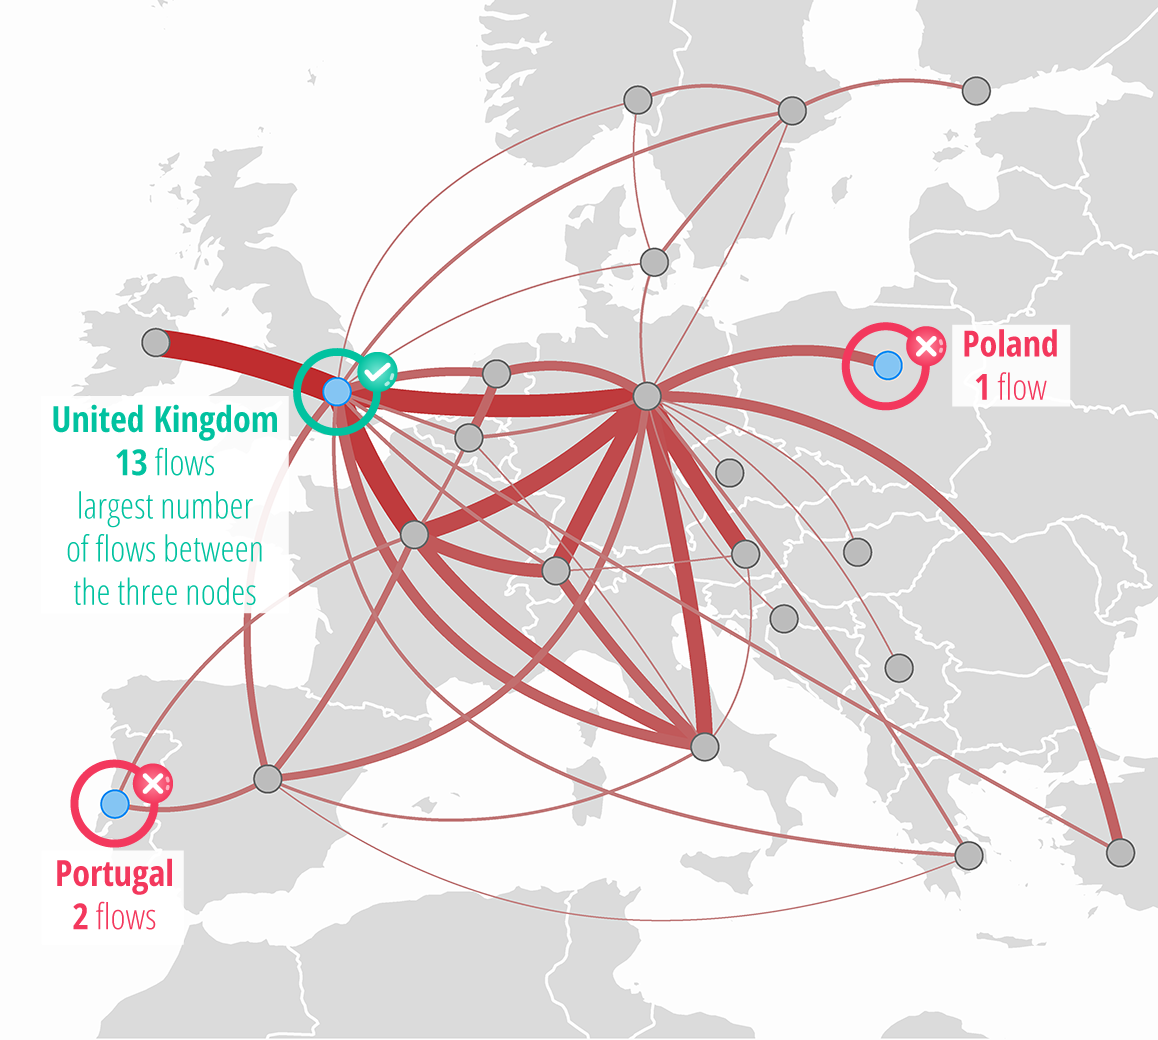 Poland
1 flow
United Kingdom
13 flows
largest number
of flows between
the three nodes
Portugal
2 flows